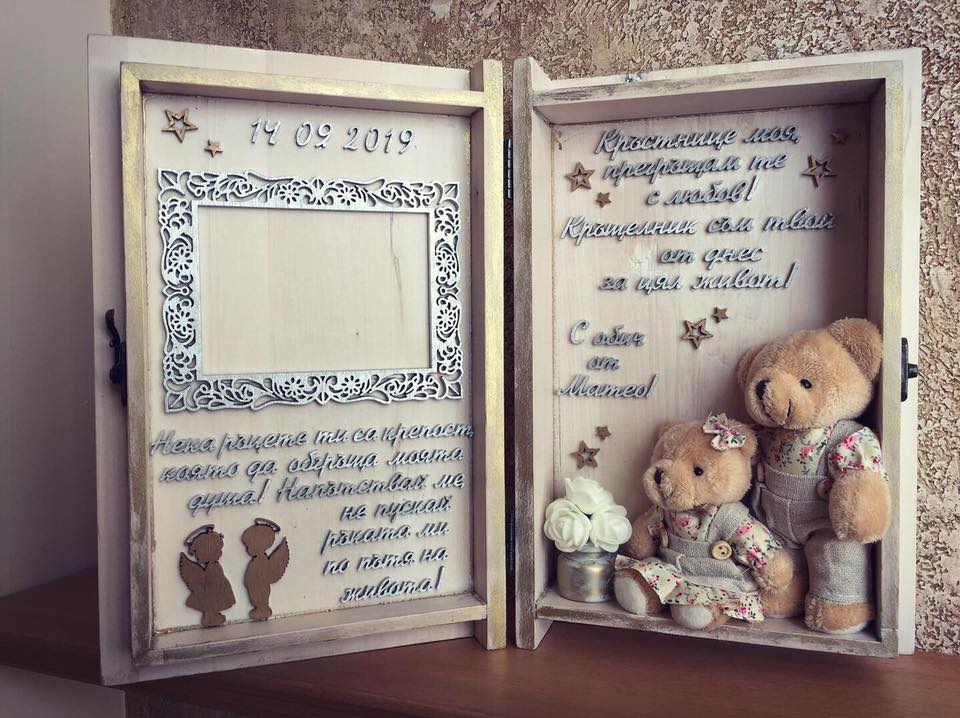 14 09 2019
Нека ръцете ти са крепост,
която да обгръща моята
душа! Напътствай ме,
не пускай
ръката ми
по пътя на
живота!
Кръстнице моя,
прегръщам те
с любов!
Кръщелник съм твой
от днес
за цял живот!
С обич
от
Матео!